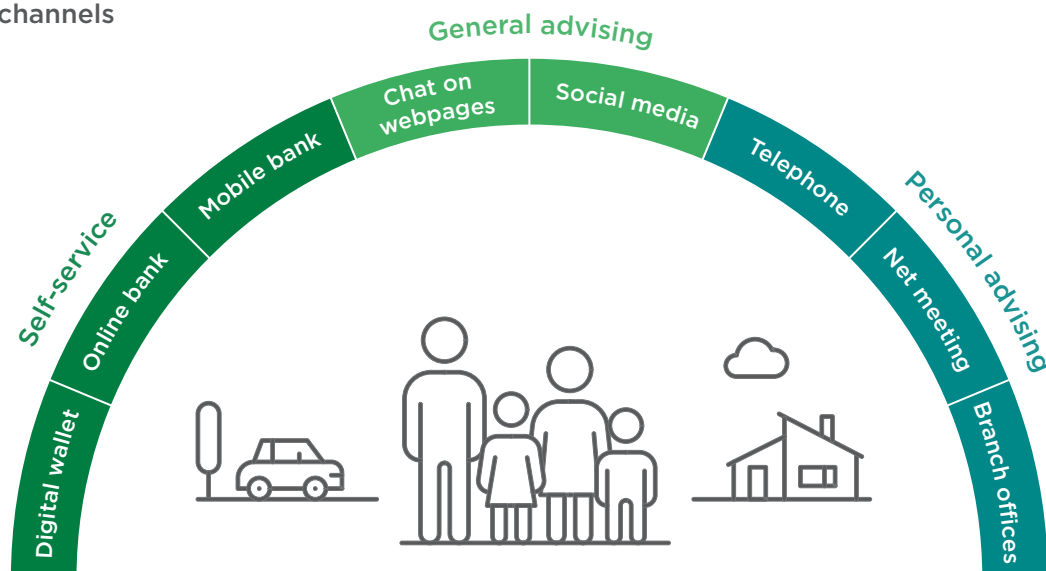 channels
General advising
Chat on
webpages
Social media
Mobile bank
Telephone
Self-service
Personal advising
Online bank
Net meeting
Digital wallet
Branch offices